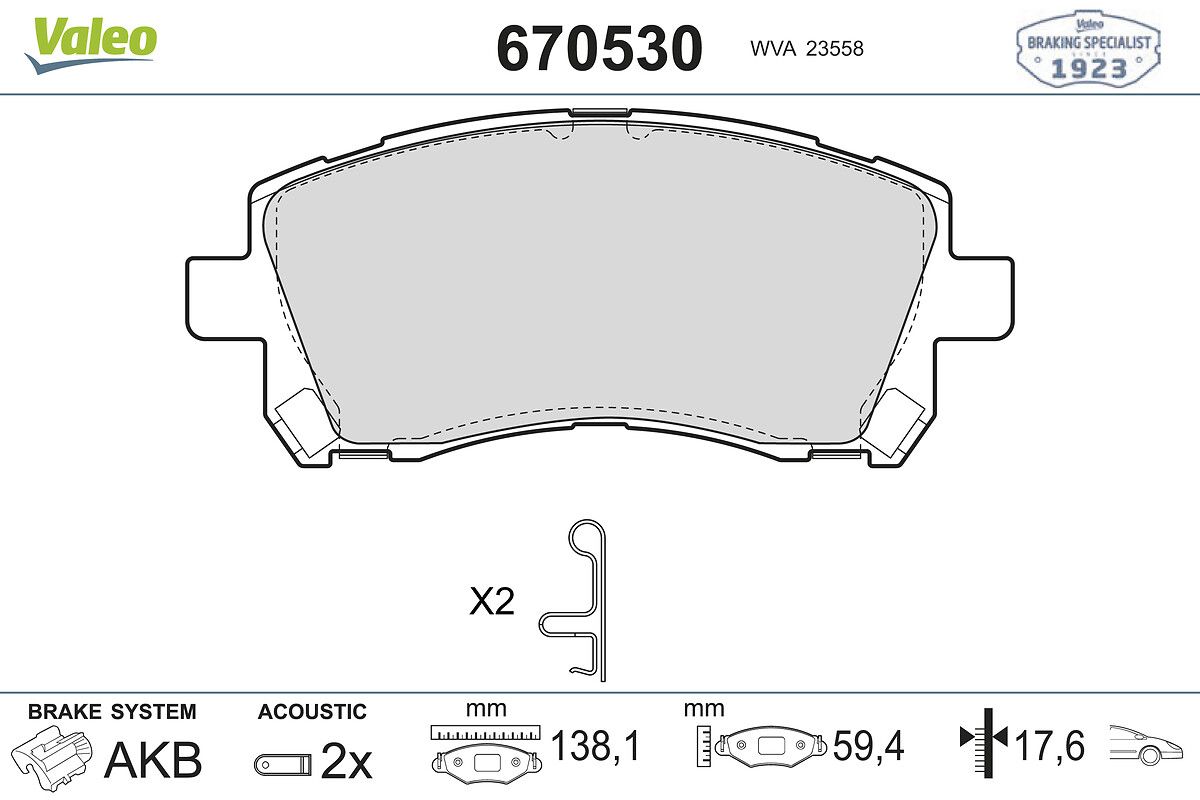 Valeo
670530
WVA 23558
Valeo
BRAKING SPECIALIST
SINCE
1923
X2
BRAKE SYSTEM
AKB
ACOUSTIC
2x
mm
138,1
mm
59,4
17,6